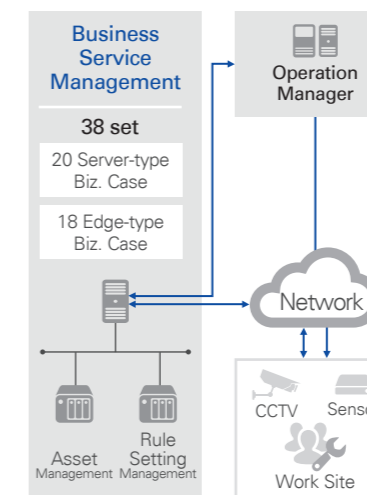 Business
Service
Management
38 set
20 Server-type
Biz. Case
18 Edge-type
Biz. Case
Asset
Management
Rule
Setting
Management
Operation
Manager
Network
CCTV
Work Site